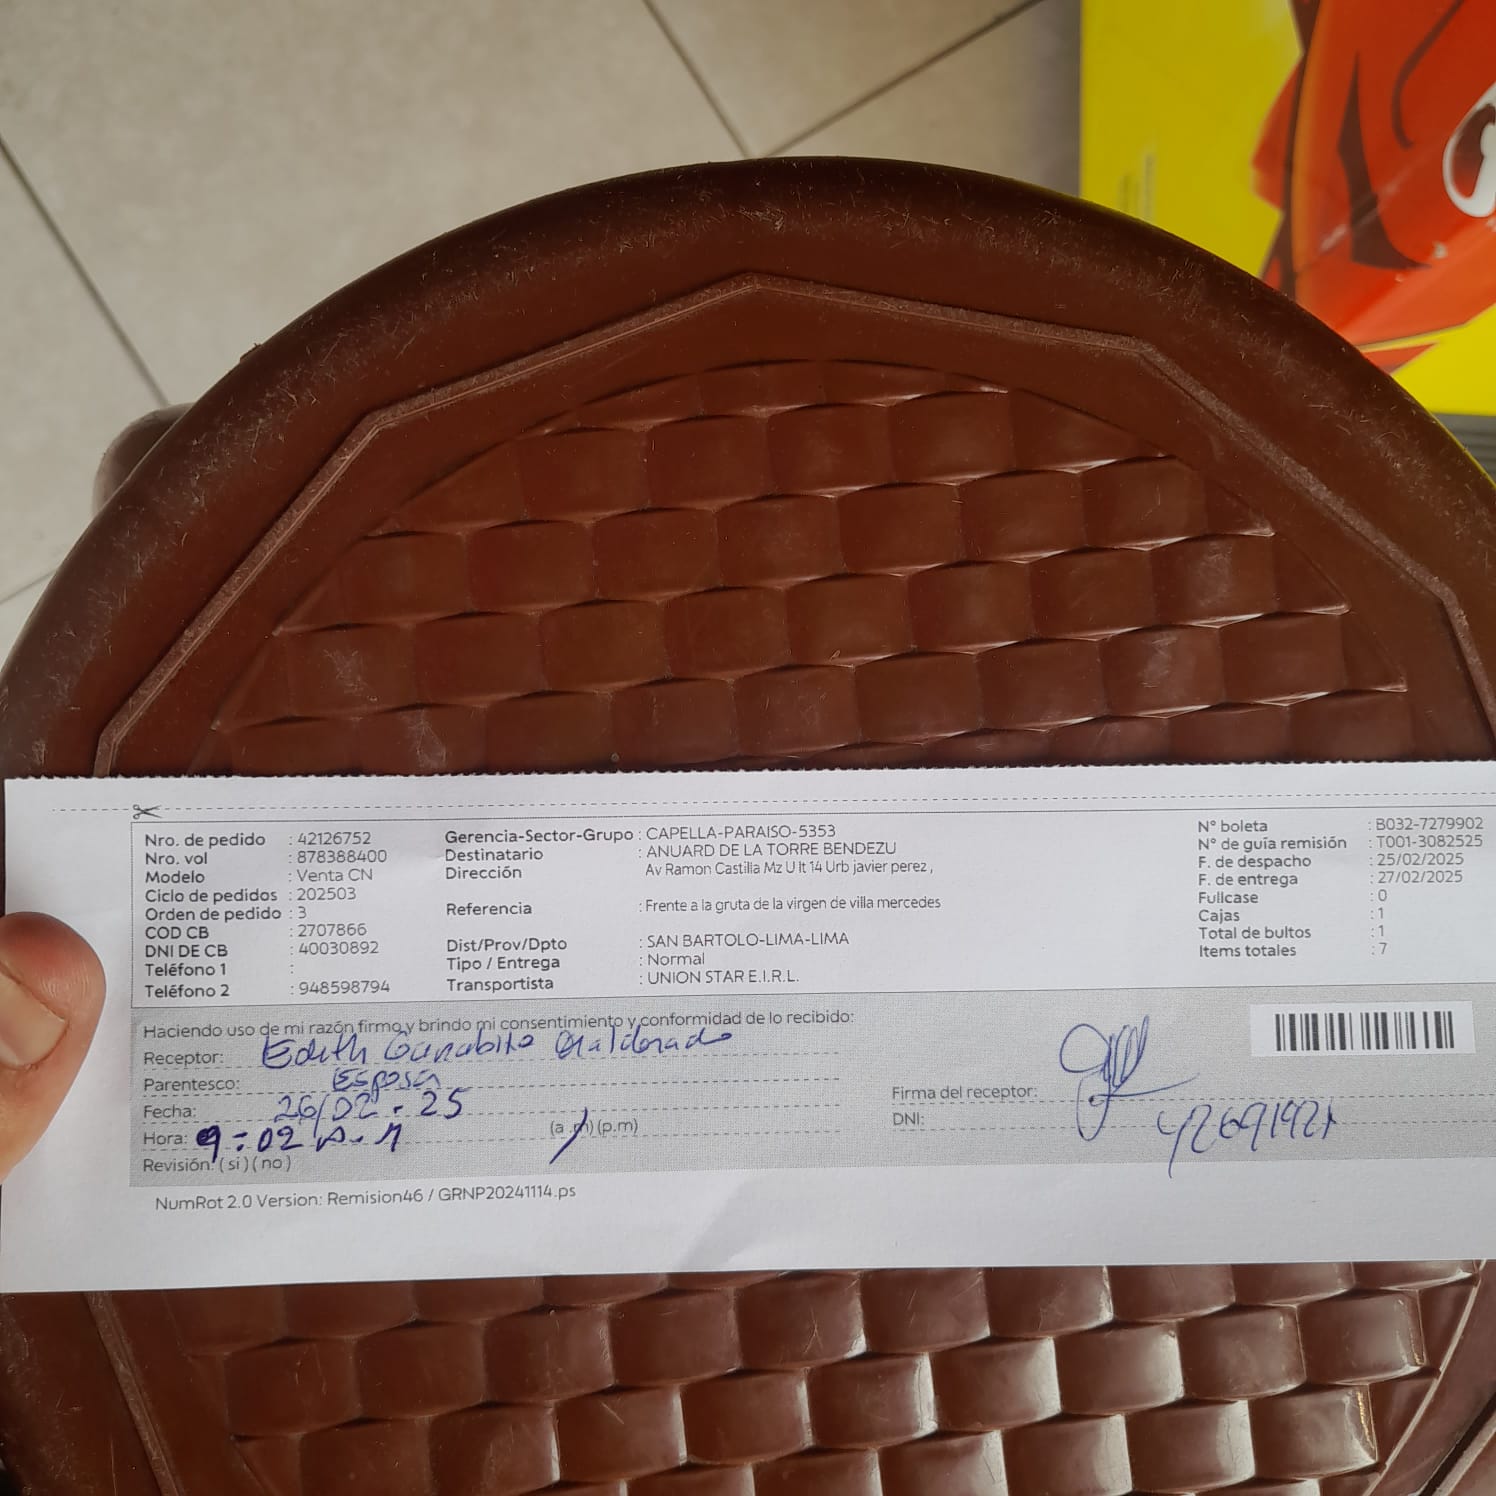 Nro. de pedido : 42126752
Nro. vol : 878388400
Modelo : Venta CN
Ciclo de pedidos : 202503
Orden de pedido : 3
COD CB : 2707866
DNI DE CB : 40030892
Teléfono 1 :
Teléfono 2 : 948598794
Gerencia-Sector-Grupo : CAPELLA-PARAISO-5353
Destinatario : ANUARD DE LA TORRE BENDEZU
Dirección Av Ramon Castilla Mz U lt 14 Urb javier perez ,
Referencia : Frente a la gruta de la virgen de villa mercedes
Dist/Prov/Dpto : SAN BARTOLO-LIMA-LIMA
Tipo / Entrega : Normal
Transportista : UNION STAR E.I.R.L.
N° boleta : B032-7279902
N° de guía remisión : T001-3082525
F. de despacho : 25/02/2025
F. de entrega : 27/02/2025
Fullcase : 0
Cajas : 1
Total de bultos : 1
Items totales : 7
Haciendo uso de mi razón firmo y brindo mi consentimiento y conformidad de lo recibido:
Receptor: Edith
Parentesco: Esposa
Fecha: 26/02-25
Hora: 9:02 A.M (a.m) (p.m)
Revisión: (si) (no)
Firma del receptor:
DNI:
NumRot 2.0 Version: Remision46 / GRNP20241114.ps